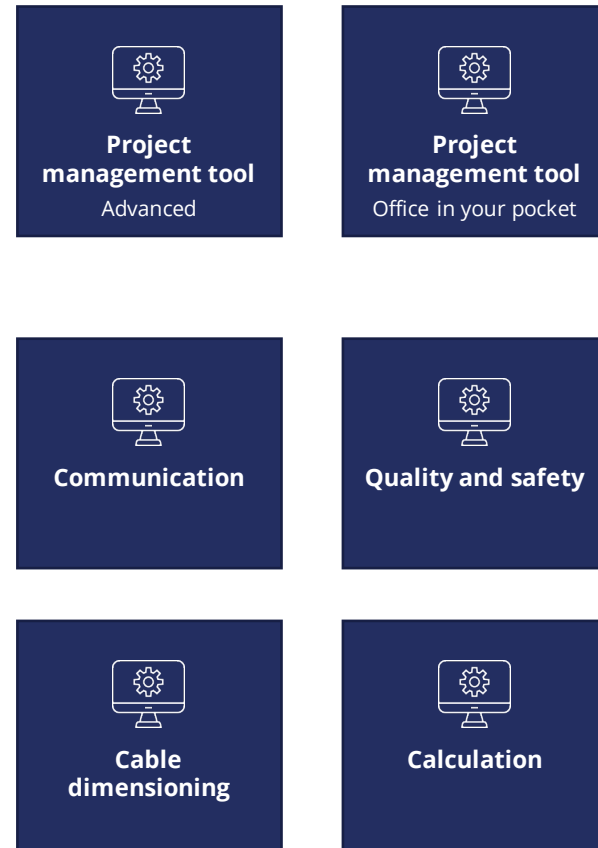 Project
management tool
Advanced
Project
management tool
Office in your pocket
Communication
Quality and safety
Cable
dimensioning
Calculation